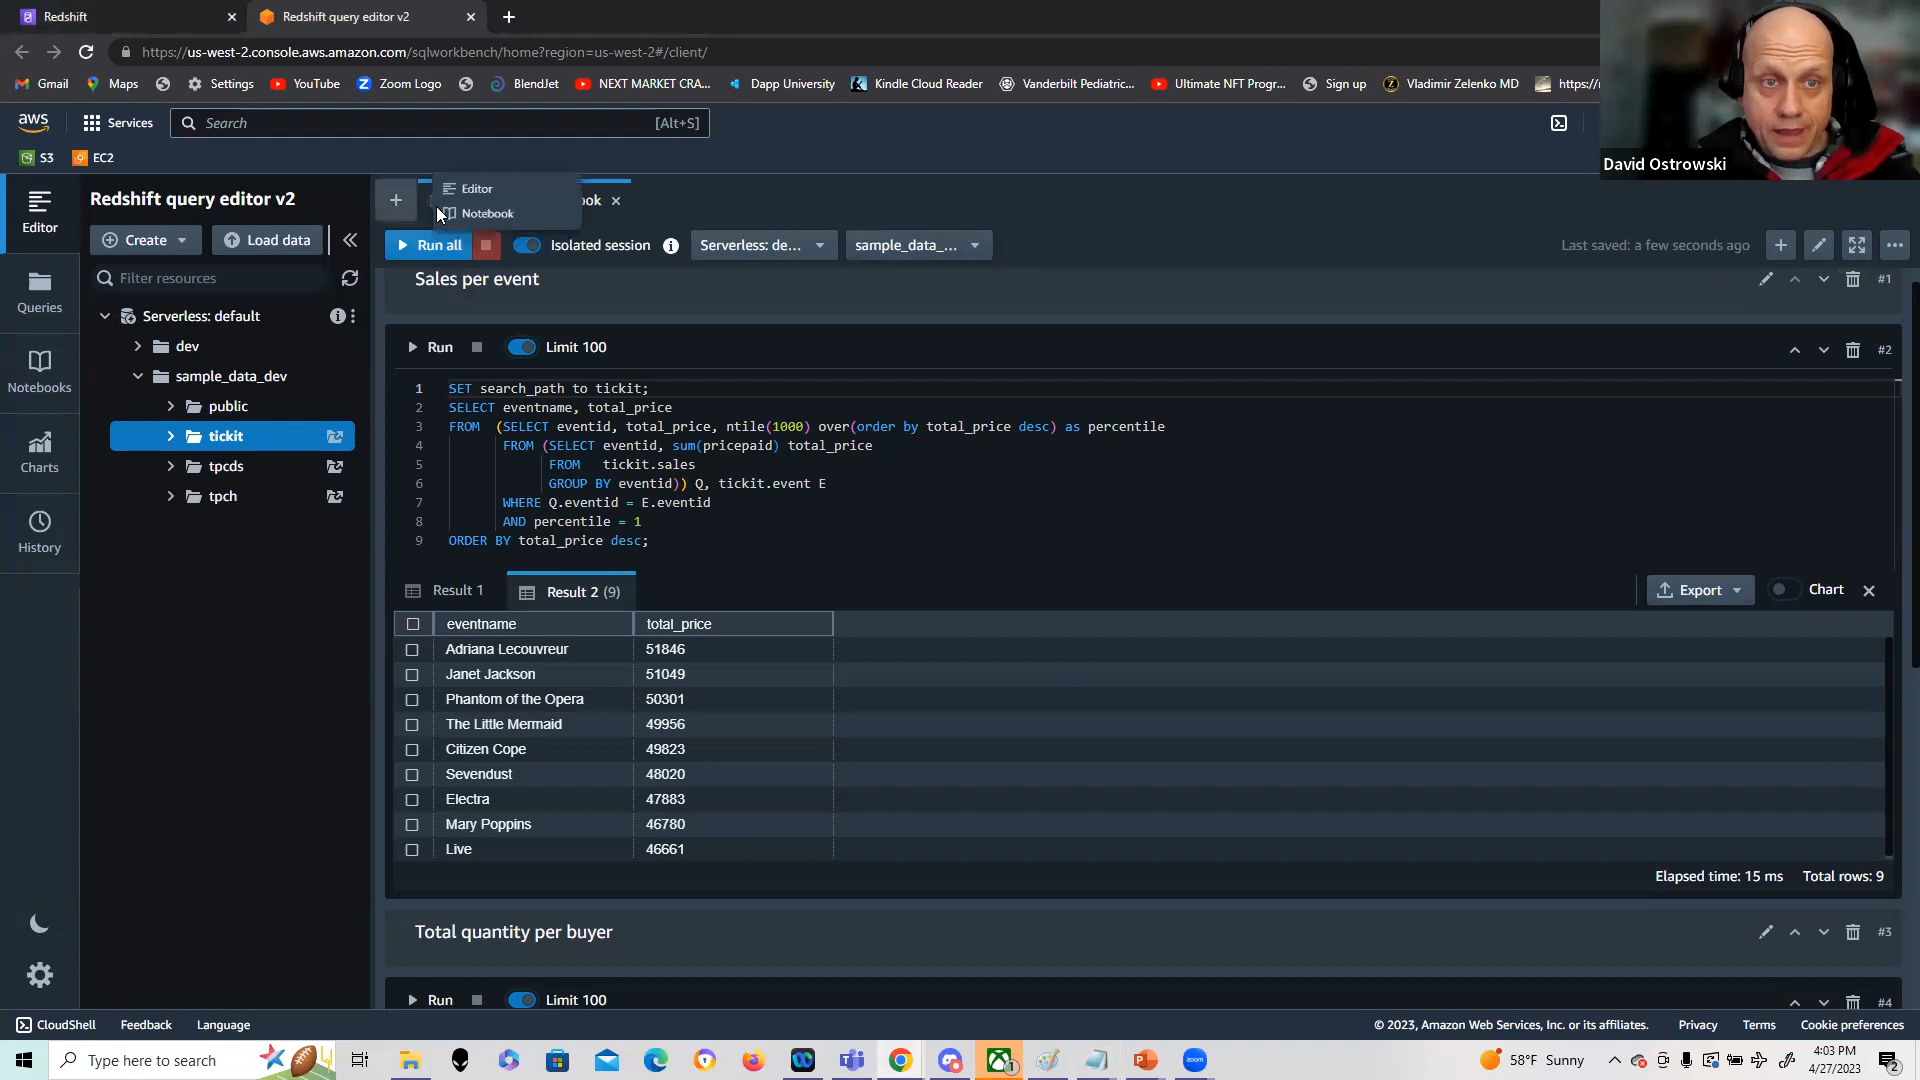 Redshift
Redshift query editor v2
https://us-west-2.console.aws.amazon.com/sqlworkbench/home?region=us-west-2#/client/
Gmail
Maps
Settings
YouTube
Zoom Logo
BlendJet
NEXT MARKET CRA...
Dapp University
Kindle Cloud Reader
Vanderbilt Pediatric...
Ultimate NFT Progr...
Sign up
Vladimir Zelenko MD
https://
David Ostrowski
aws
Services
Search
[Alt+S]
S3
EC2
Editor
Queries
Notebooks
Charts
History
Redshift query editor v2
Create
Load data
Filter resources
Serverless: default
dev
sample_data_dev
public
tickit
tpcds
tpch
Editor
Notebook
ook
Run all
Isolated session
Serverless: de...
sample_data_...
Last saved: a few seconds ago
Sales per event
#1
Run
Limit 100
#2
1 SET search_path to tickit;
2 SELECT eventname, total_price
3 FROM (SELECT eventid, total_price, ntile(1000) over(order by total_price desc) as percentile
4 FROM (SELECT eventid, sum(pricepaid) total_price
5 FROM tickit.sales
6 GROUP BY eventid)) Q, tickit.event E
7 WHERE Q.eventid = E.eventid
8 AND percentile = 1
9 ORDER BY total_price desc;
Result 1
Result 2 (9)
Export
Chart
eventname total_price
Adriana Lecouvreur 51846
Janet Jackson 51049
Phantom of the Opera 50301
The Little Mermaid 49956
Citizen Cope 49823
Sevendust 48020
Electra 47883
Mary Poppins 46780
Live 46661
Elapsed time: 15 ms Total rows: 9
Total quantity per buyer
#3
Run
Limit 100
#4
CloudShell
Feedback
Language
© 2023, Amazon Web Services, Inc. or its affiliates.
Privacy
Terms
Cookie preferences
Type here to search
zoom
1
58°F Sunny
4:03 PM
4/27/2023
2